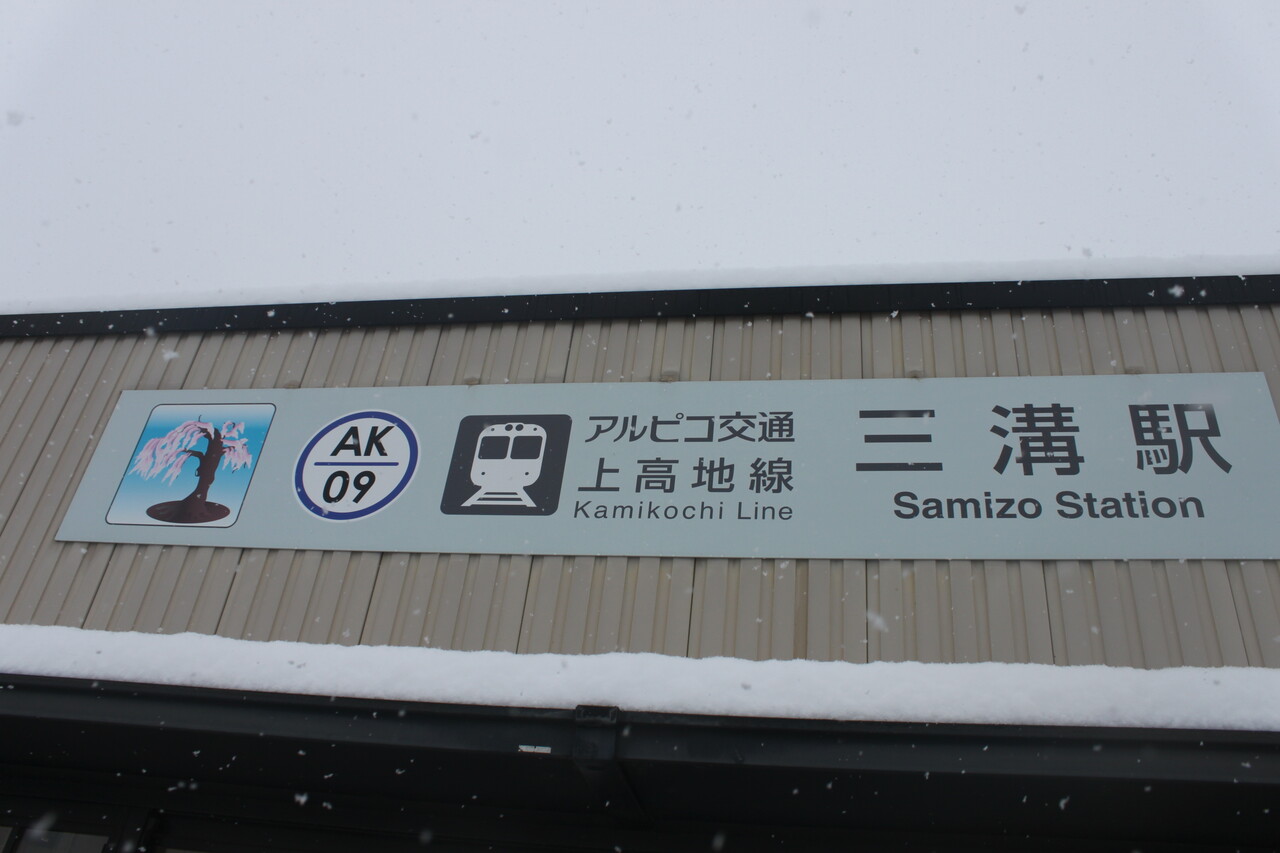 AK
09
アルピコ交通
上高地線
Kamikochi Line
三溝駅
Samizo Station